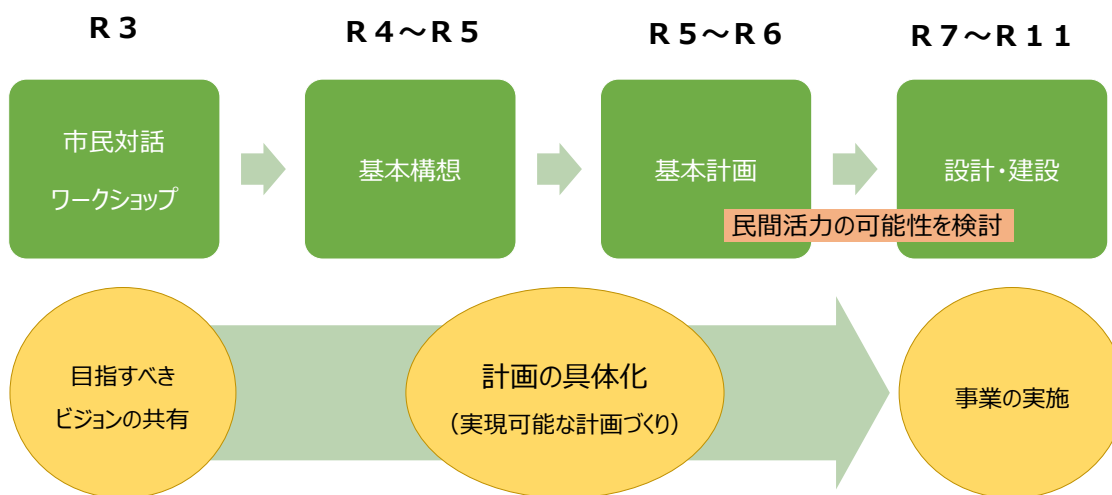 R3
R4～R5
R5～R6
R7～R11
市民対話
ワークショップ
基本構想
基本計画
設計・建設
民間活力の可能性を検討
目指すべき
ビジョンの共有
計画の具体化
（実現可能な計画づくり）
事業の実施